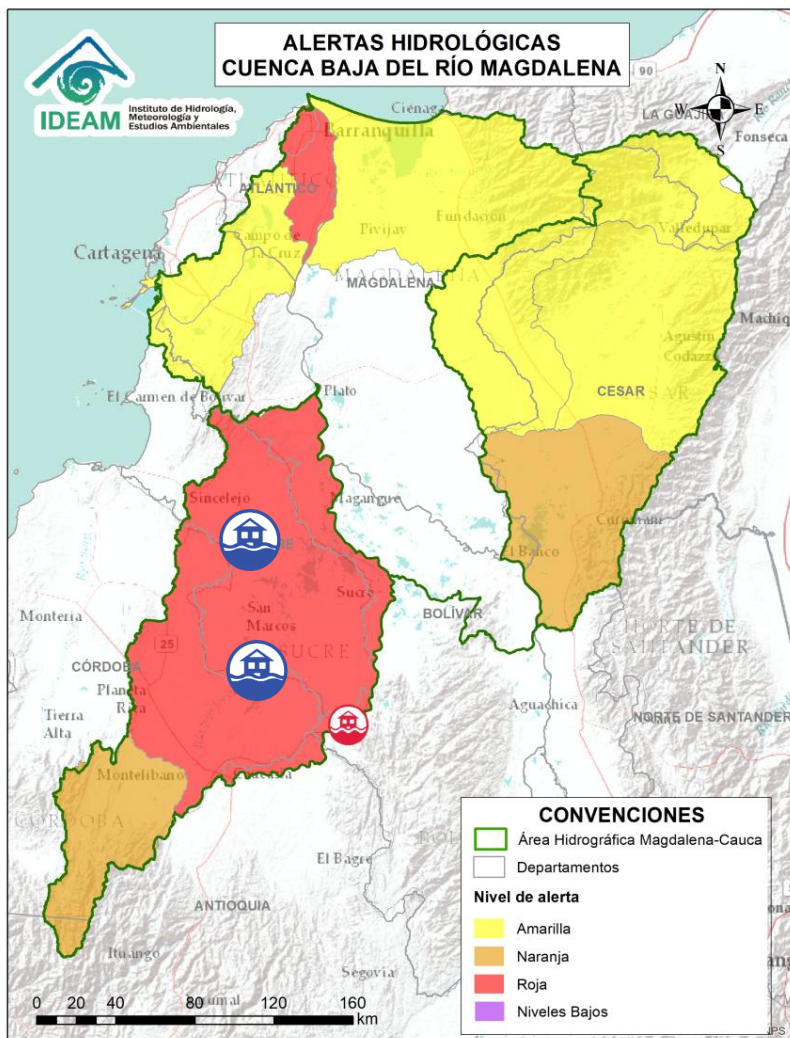 ALERTAS HIDROLÓGICAS
CUENCA BAJA DEL RÍO MAGDALENA
IDEAM
Instituto de Hidrología,
Meteorología y
Estudios Ambientales
N
W
E
S
90
Ciénaga
LA GUAJIRA
Fonseca
Barranquilla
ATLÁNTICO
Cartagena
Campo de
la Cruz
Pivijay
Fundación
Valledupar
MAGDALENA
MAGDALENA
Machiq
Agustín
Codazzi
CESAR
El Carmen de Bolívar
Plato
Sincelejo
Magangué
Curumaní
El Banco
San
Marcos
Sucre
BOLÍVAR
SUCRE
NORTE DE
SANTANDER
Montería
25
CÓRDOBA
Planeta
Rica
Tierra
Alta
Aguachica
NORTE DE SANTANDER
Montelíbano
Caucasia
CÓRDOBA
El Bagre
ANTIOQUIA
Ituango
Segovia
CONVENCIONES
Área Hidrográfica Magdalena-Cauca
Departamentos
Nivel de alerta
Amarilla
Naranja
Roja
Niveles Bajos
0 20 40 80 120 160
km